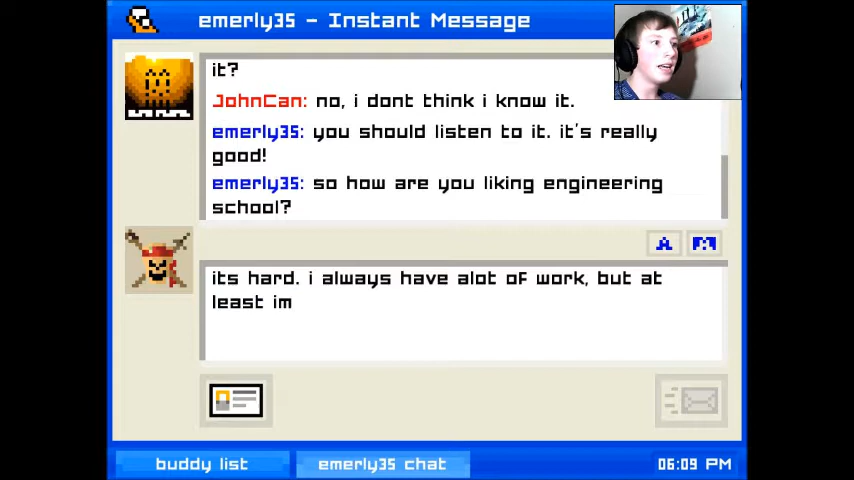 emerly35 - Instant Message
it?
JohnCan: no, i dont think i know it.
emerly35: you should listen to it. it's really
good!
emerly35: so how are you liking engineering
school?
A
its hard. i always have alot of work, but at
least im
buddy list
emerly35 chat
06:09 PM